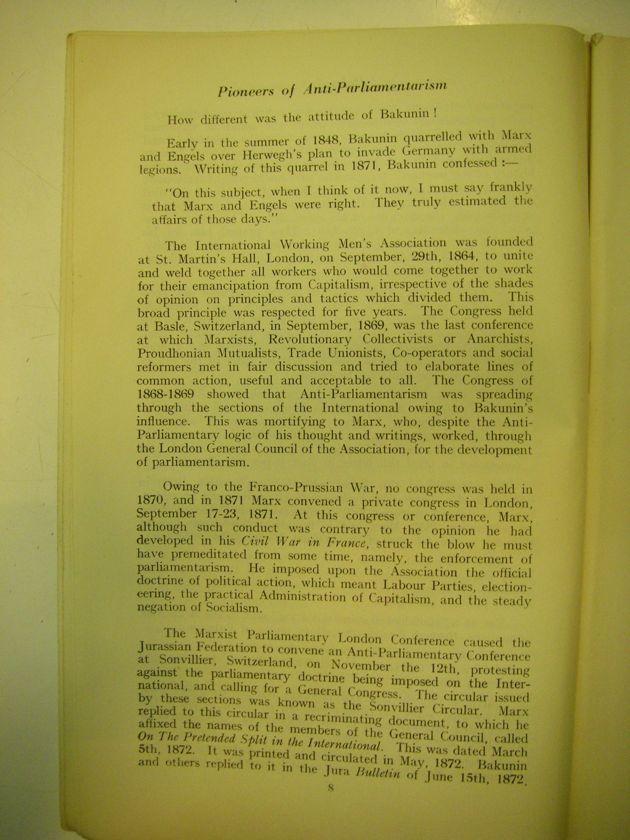 Pioneers of Anti-Parliamentarism
How different was the attitude of Bakunin !
Early in the summer of 1848, Bakunin quarrelled with Marx
and Engels over Herwegh's plan to invade Germany with armed
legions. Writing of this quarrel in 1871, Bakunin confessed :—
"On this subject, when I think of it now, I must say frankly
that Marx and Engels were right. They truly estimated the
affairs of those days."
The International Working Men's Association was founded
at St. Martin's Hall, London, on September, 29th, 1864, to unite
and weld together all workers who would come together to work
for their emancipation from Capitalism, irrespective of the shades
of opinion on principles and tactics which divided them. This
broad principle was respected for five years. The Congress held
at Basle, Switzerland, in September, 1869, was the last conference
at which Marxists, Revolutionary Collectivists or Anarchists,
Proudhonian Mutualists, Trade Unionists, Co-operators and social
reformers met in fair discussion and tried to elaborate lines of
common action, useful and acceptable to all. The Congress of
1868-1869 showed that Anti-Parliamentarism was spreading
through the sections of the International owing to Bakunin's
influence. This was mortifying to Marx, who, despite the Anti-
Parliamentary logic of his thought and writings, worked, through
the London General Council of the Association, for the development
of parliamentarism.
Owing to the Franco-Prussian War, no congress was held in
1870, and in 1871 Marx convened a private congress in London,
September 17-23, 1871. At this congress or conference, Marx,
although such conduct was contrary to the opinion he had
developed in his Civil War in France, struck the blow he must
have premeditated from some time, namely, the enforcement of
parliamentarism. He imposed upon the Association the official
doctrine of political action, which meant Labour Parties, election-
eering, the practical Administration of Capitalism, and the steady
negation of Socialism.
The Marxist Parliamentary London Conference caused the
Jurassian Federation to convene an Anti-Parliamentary Conference
at Sonvillier, Switzerland, on November the 12th, protesting
against the parliamentary doctrine being imposed on the Inter-
national, and calling for a General Congress. The circular issued
by these sections was known as the Sonvillier Circular. Marx
replied to this circular in a recriminating document, to which he
affixed the names of the members of the General Council, called
On The Pretended Split in the International. This was dated March
5th, 1872. It was printed and circulated in May, 1872. Bakunin
and others replied to it in the Jura Bulletin of June 15th, 1872.
8